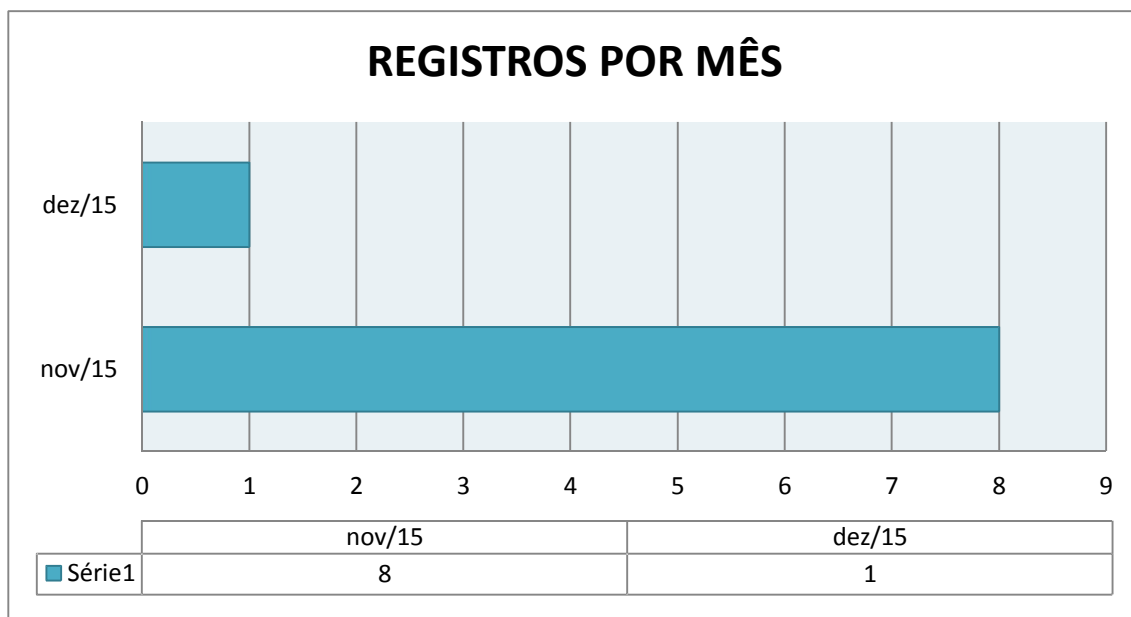 REGISTROS POR MÊS
dez/15
nov/15
0 1 2 3 4 5 6 7 8 9
nov/15 dez/15
Série1 8 1